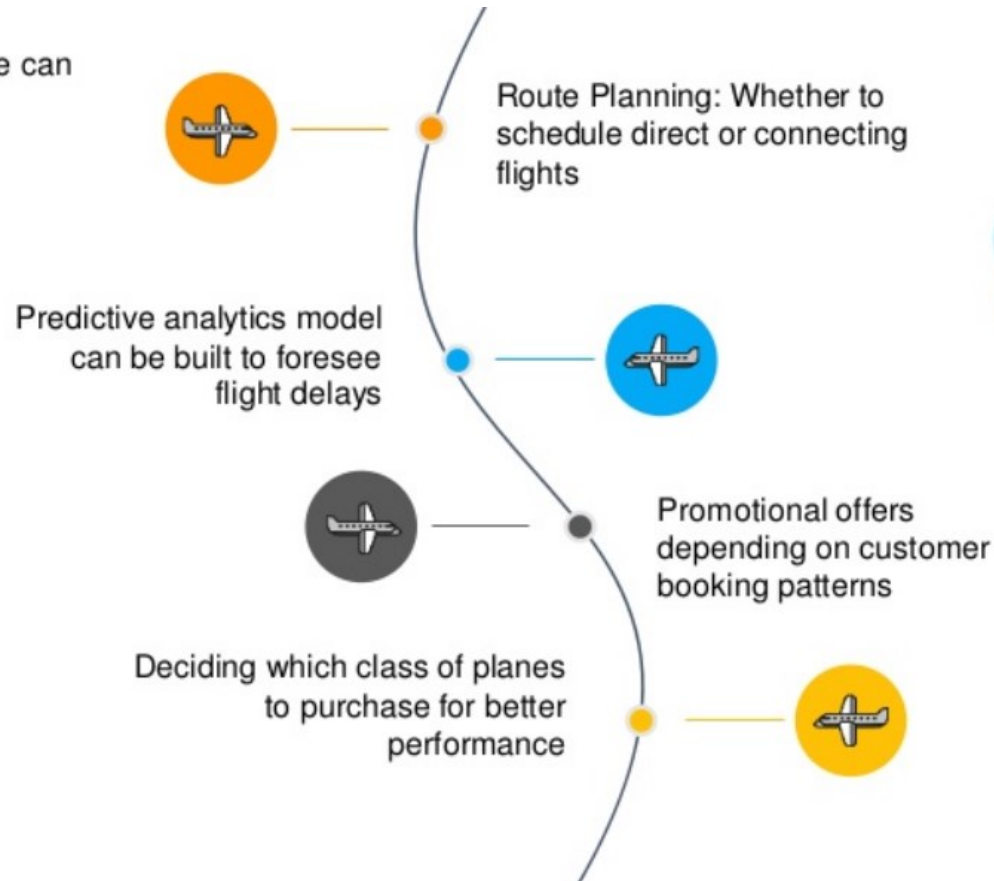 e can
Route Planning: Whether to
schedule direct or connecting
flights
Predictive analytics model
can be built to foresee
flight delays
Promotional offers
depending on customer
booking patterns
Deciding which class of planes
to purchase for better
performance